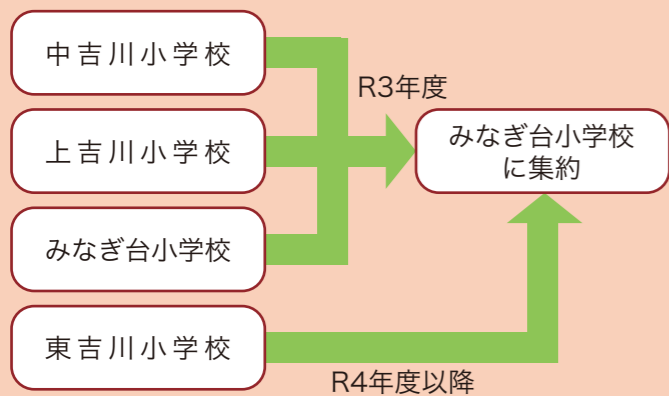 中吉川小学校
上吉川小学校
みなぎ台小学校
東吉川小学校
R3年度
みなぎ台小学校
に集約
R4年度以降